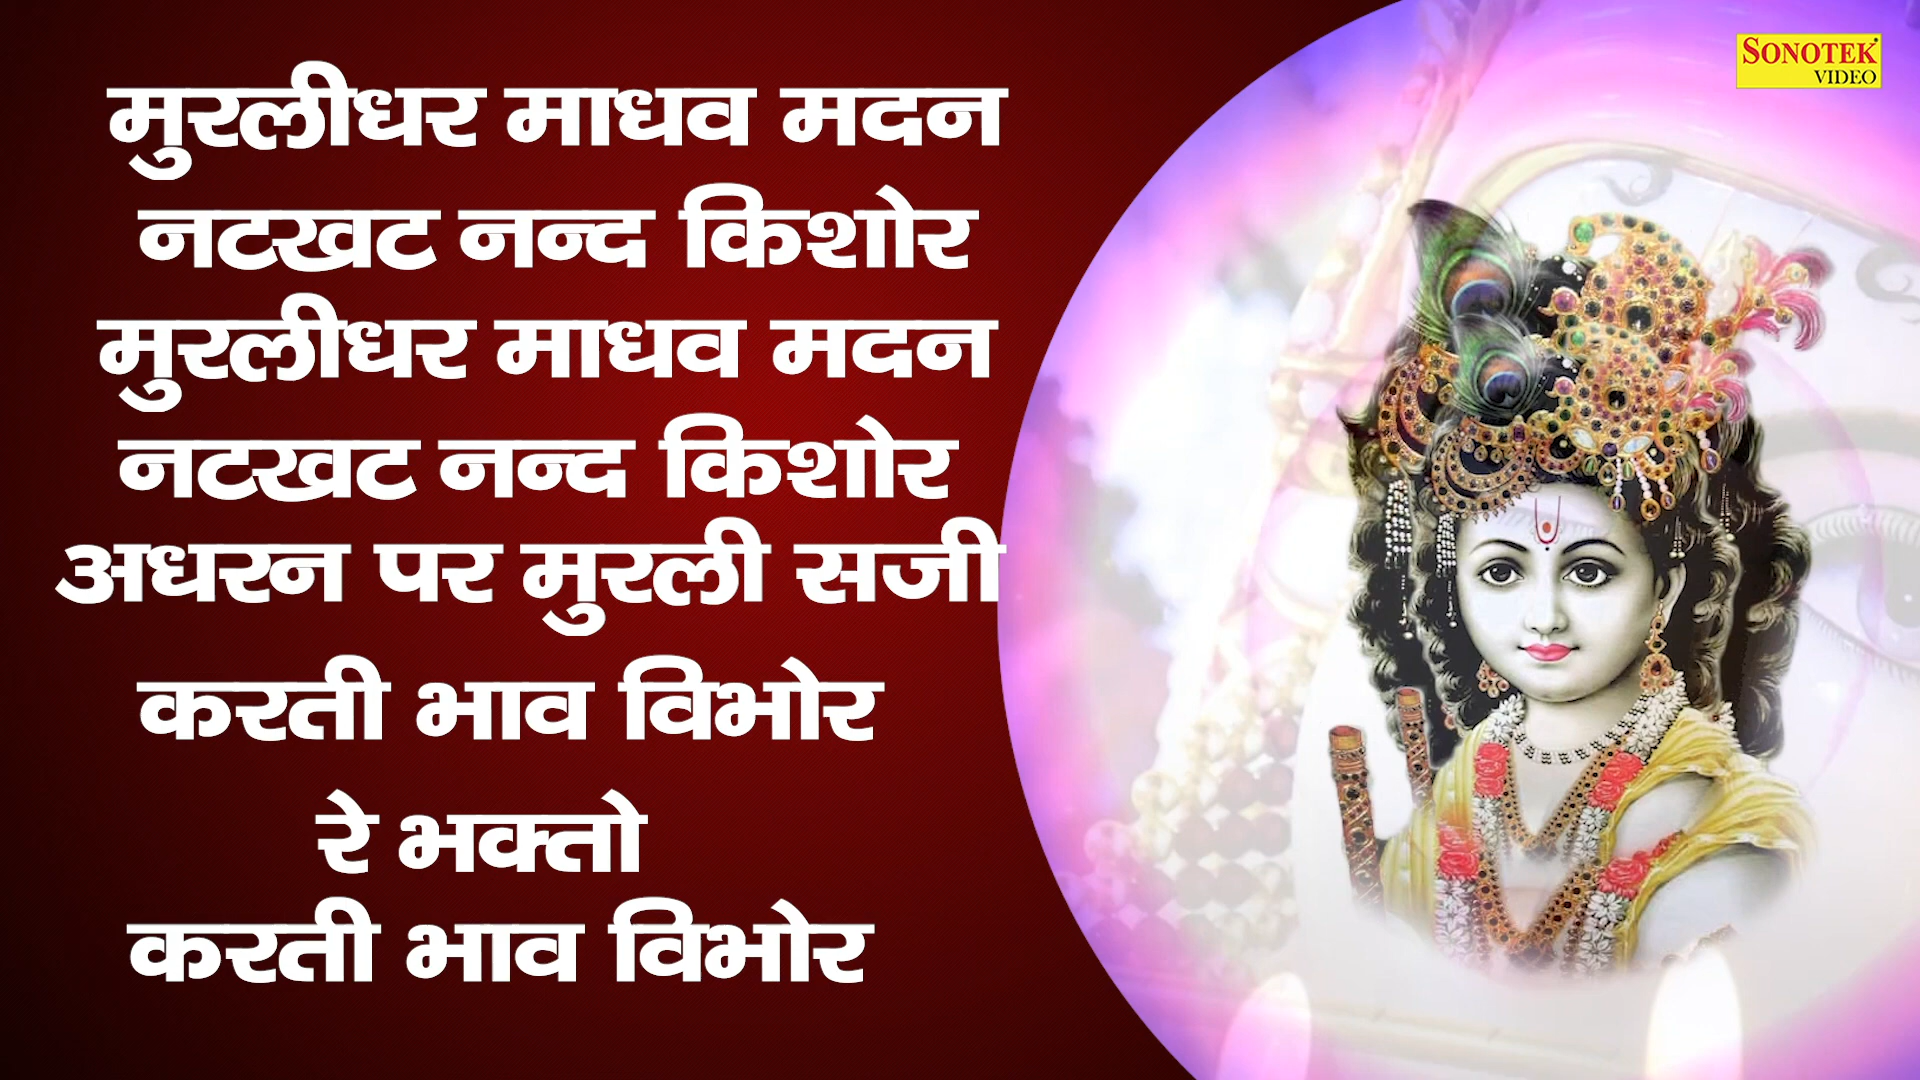 मुरलीधर माधव मदन
नटखट नन्द किशोर
मुरलीधर माधव मदन
नटखट नन्द किशोर
अधरन पर मुरली सजी
करती भाव विभोर
रे भक्तो
करती भाव विभोर
SONOTEK
VIDEO